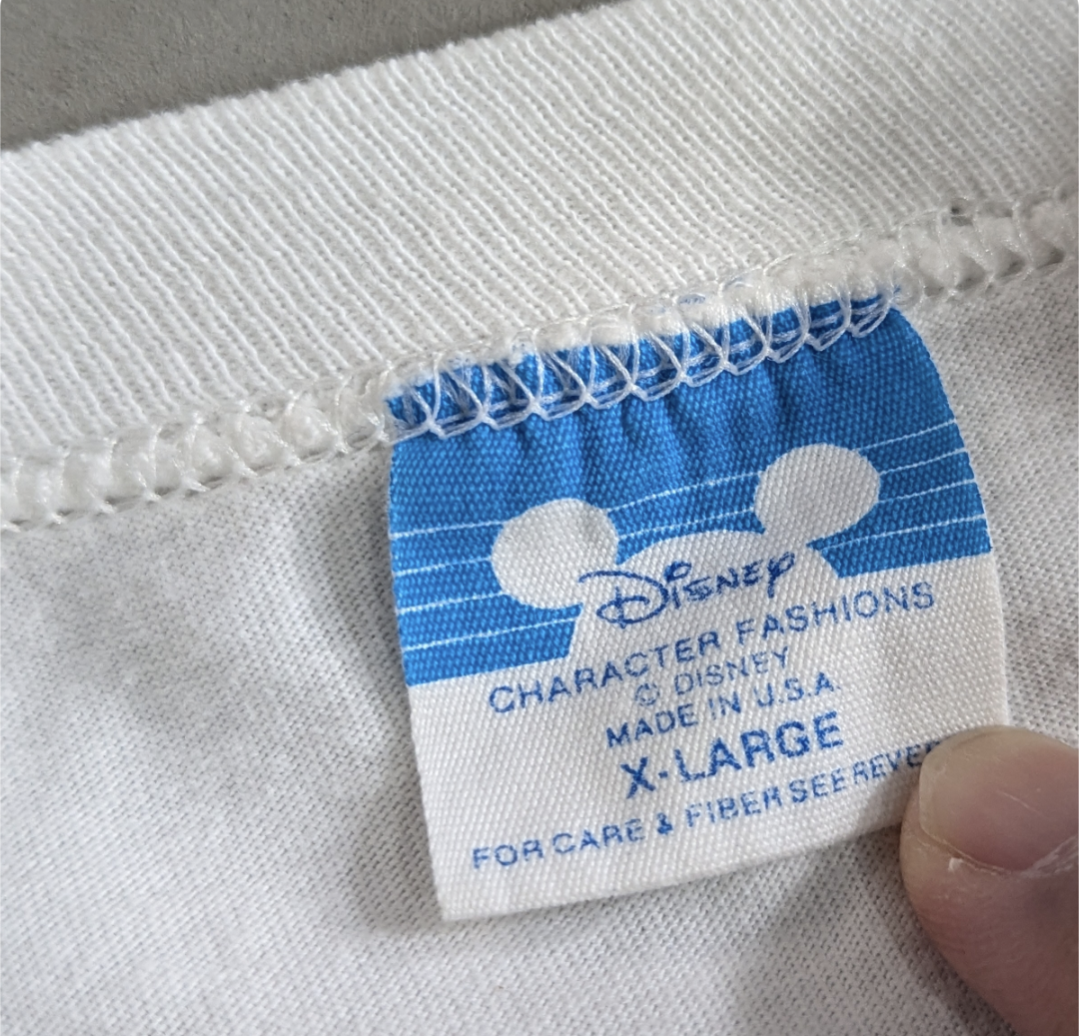 Disney
CHARACTER FASHIONS
© DISNEY
MADE IN U.S.A.
X-LARGE
FOR CARE & FIBER SEE